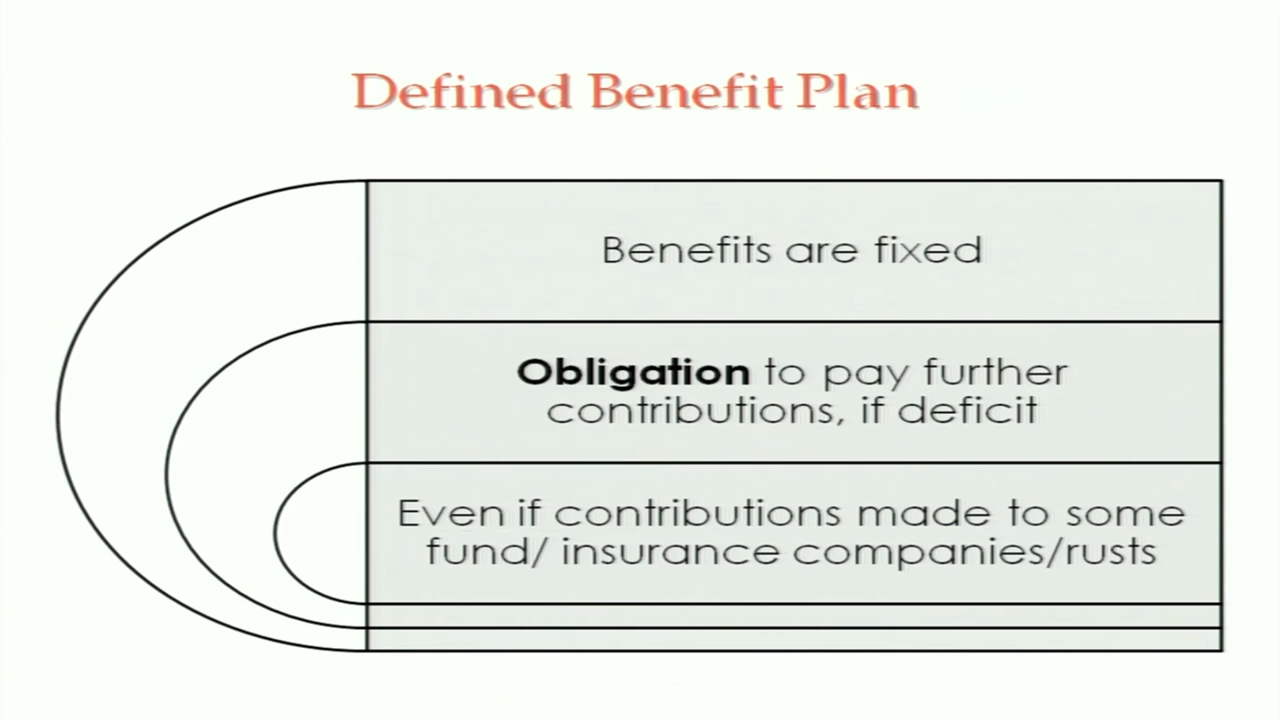 Defined Benefit Plan
Benefits are fixed
Obligation to pay further
contributions, if deficit
Even if contributions made to some
fund/ insurance companies/rusts